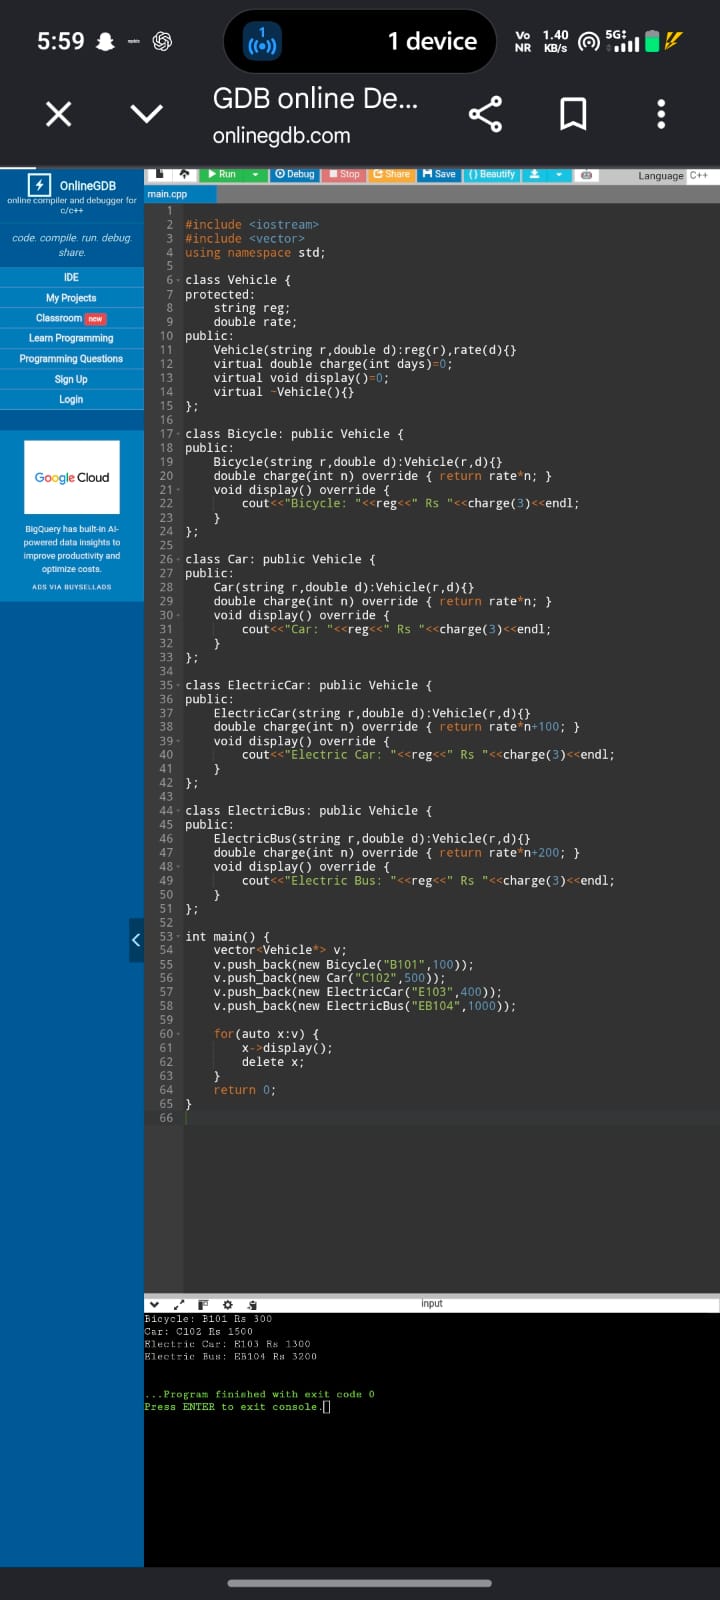 5:59
1
1 device
Vo NR 1.40 KB/s 5G
GDB online De...
onlinegdb.com
OnlineGDB
online compiler and debugger for c/c++
code. compile. run. debug. share.
IDE
My Projects
Classroom new
Learn Programming
Programming Questions
Sign Up
Login
Google Cloud
BigQuery has built-in AI-
powered data insights to
improve productivity and
optimize costs.
ADS VIA BUYSELLADS
Run Debug Stop Share Save {} Beautify Language C++
main.cpp
1
2 #include <iostream>
3 #include <vector>
4 using namespace std;
5
6 class Vehicle {
7 protected:
8     string reg;
9     double rate;
10 public:
11     Vehicle(string r,double d):reg(r),rate(d){}
12     virtual double charge(int days)=0;
13     virtual void display()=0;
14     virtual ~Vehicle(){}
15 };
16
17 class Bicycle: public Vehicle {
18 public:
19     Bicycle(string r,double d):Vehicle(r,d){}
20     double charge(int n) override { return rate*n; }
21     void display() override {
22         cout<<"Bicycle: "<<reg<<" Rs "<<charge(3)<<endl;
23     }
24 };
25
26 class Car: public Vehicle {
27 public:
28     Car(string r,double d):Vehicle(r,d){}
29     double charge(int n) override { return rate*n; }
30     void display() override {
31         cout<<"Car: "<<reg<<" Rs "<<charge(3)<<endl;
32     }
33 };
34
35 class ElectricCar: public Vehicle {
36 public:
37     ElectricCar(string r,double d):Vehicle(r,d){}
38     double charge(int n) override { return rate*n+100; }
39     void display() override {
40         cout<<"Electric Car: "<<reg<<" Rs "<<charge(3)<<endl;
41     }
42 };
43
44 class ElectricBus: public Vehicle {
45 public:
46     ElectricBus(string r,double d):Vehicle(r,d){}
47     double charge(int n) override { return rate*n+200; }
48     void display() override {
49         cout<<"Electric Bus: "<<reg<<" Rs "<<charge(3)<<endl;
50     }
51 };
52
53 int main() {
54     vector<Vehicle*> v;
55     v.push_back(new Bicycle("B101",100));
56     v.push_back(new Car("C102",500));
57     v.push_back(new ElectricCar("E103",400));
58     v.push_back(new ElectricBus("EB104",1000));
59
60     for(auto x:v) {
61         x->display();
62         delete x;
63     }
64     return 0;
65 }
66
input
Bicycle: B101 Rs 300
Car: C102 Rs 1500
Electric Car: E103 Rs 1300
Electric Bus: EB104 Rs 3200
...Program finished with exit code 0
Press ENTER to exit console.